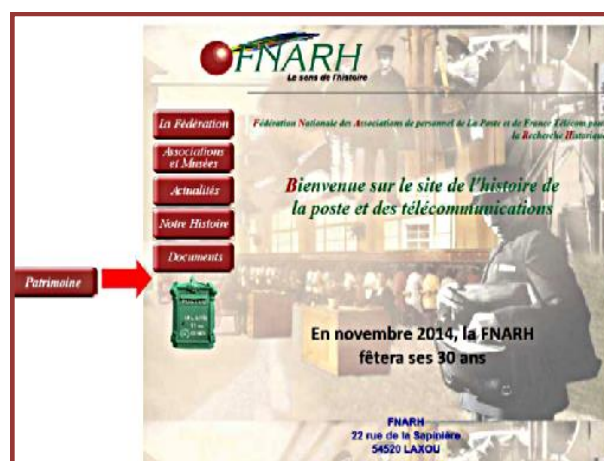 FNARH
Le sens de l'histoire
Fédération Nationale des Associations de personnel de La Poste et de France Télécom pour
la Recherche Historique
La Fédération
Associations
et Musées
Actualités
Notre Histoire
Documents
Patrimoine
Bienvenue sur le site de l'histoire de
la poste et des télécommunications
En novembre 2014, la FNARH
fêtera ses 30 ans
FNARH
22 rue de la Sapinière
54520 LAXOU